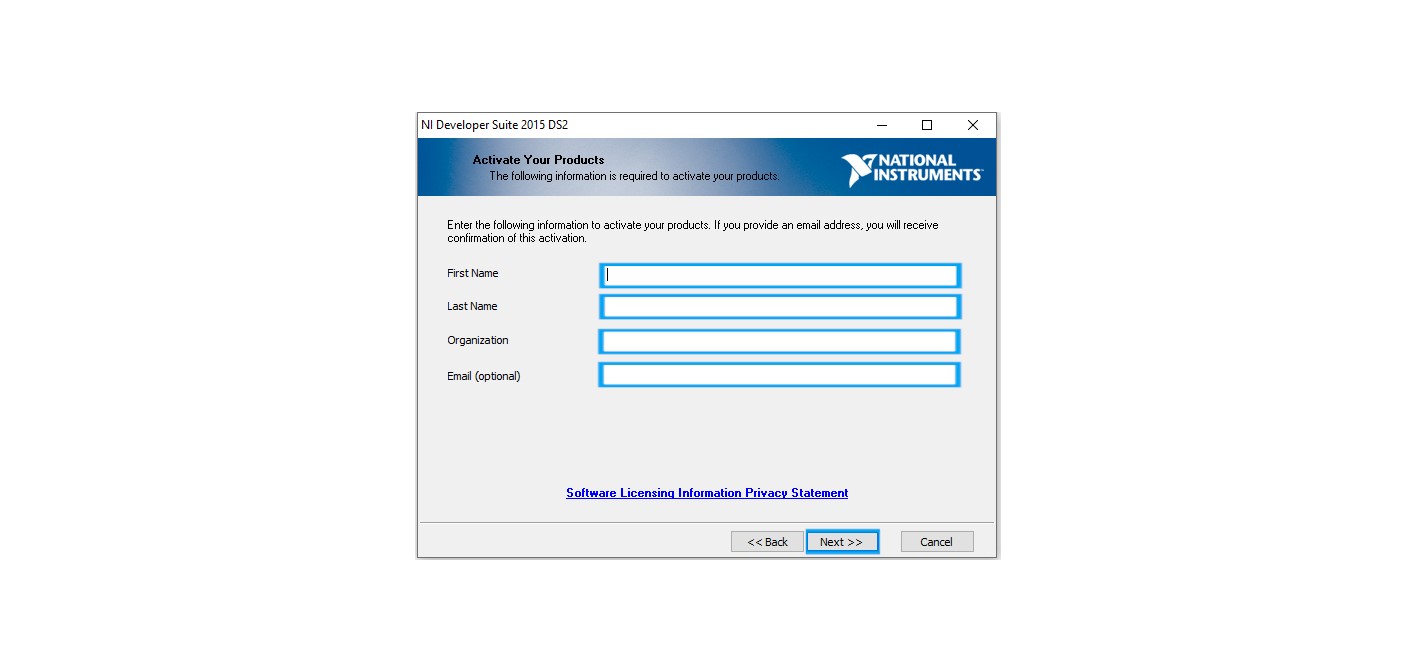 NI Developer Suite 2015 DS2
Activate Your Products
The following information is required to activate your products.
NATIONAL
INSTRUMENTS
Enter the following information to activate your products. If you provide an email address, you will receive
confirmation of this activation.
First Name
Last Name
Organization
Email (optional)
Software Licensing Information Privacy Statement
<< Back
Next >>
Cancel